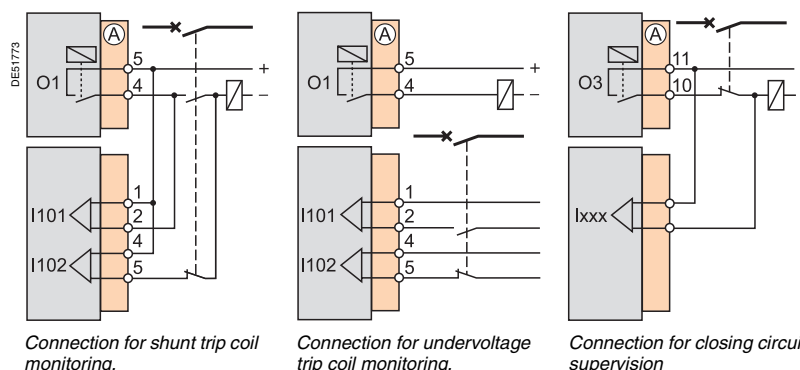 DE51773
A
5
+
O1
4
–
1
I101
2
4
I102
5
Connection for shunt trip coil
monitoring.
A
5
+
O1
4
–
1
I101
2
4
I102
5
Connection for undervoltage
trip coil monitoring.
A
11
O3
10
Ixxx
Connection for closing circui
supervision